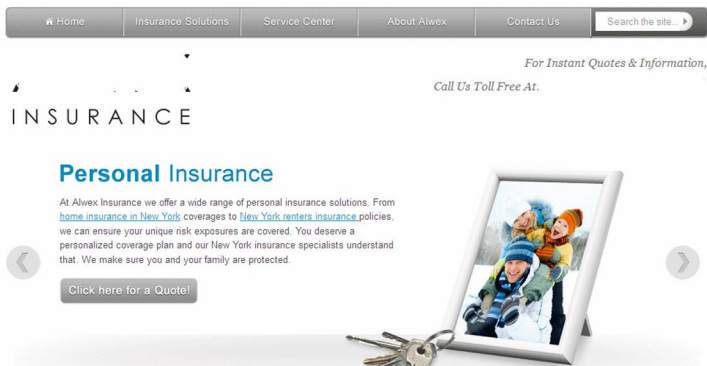 Home
Insurance Solutions
Service Center
About Alwex
Contact Us
Search the site...
For Instant Quotes & Information,
Call Us Toll Free At.
INSURANCE
Personal Insurance
At Alwex Insurance we offer a wide range of personal insurance solutions. From
home insurance in New York coverages to New York renters insurance policies,
we can ensure your unique risk exposures are covered. You deserve a
personalized coverage plan and our New York insurance specialists understand
that. We make sure you and your family are protected.
Click here for a Quote!